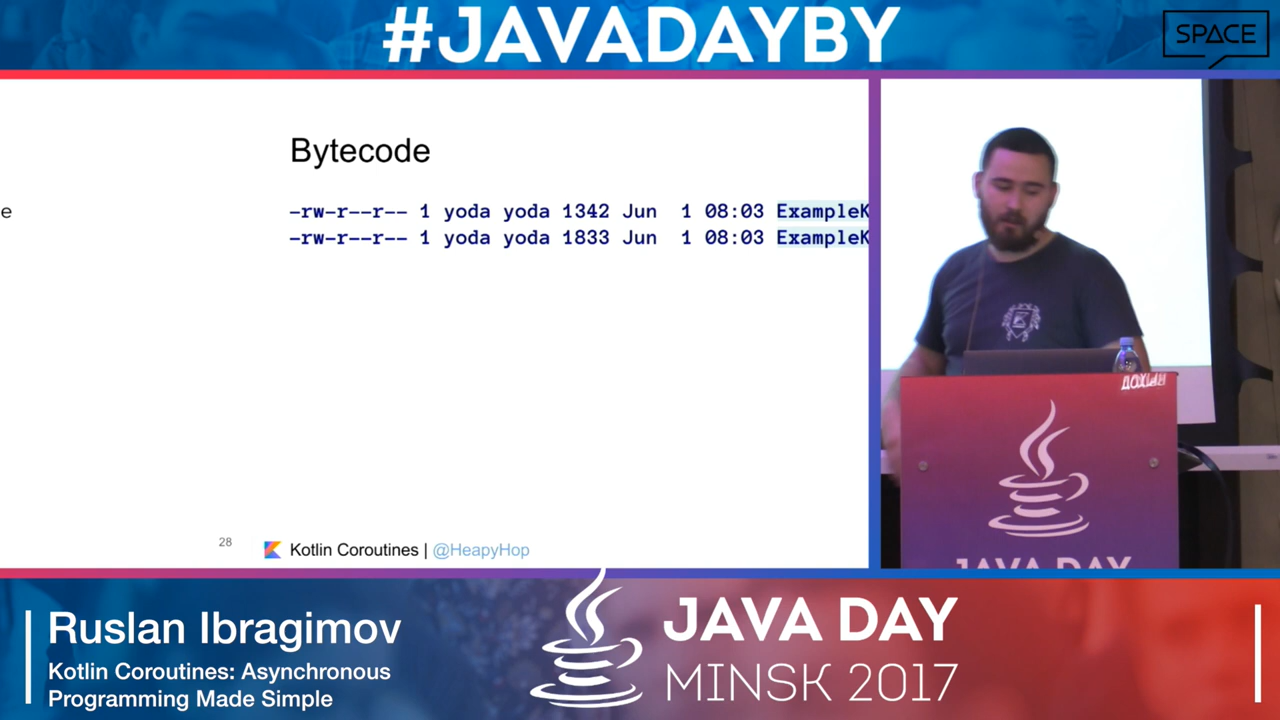 #JAVADAYBY
SPACE
Bytecode
e
-rw-r--r-- 1 yoda yoda 1342 Jun  1 08:03 ExampleK
-rw-r--r-- 1 yoda yoda 1833 Jun  1 08:03 ExampleK
28
Kotlin Coroutines | @HeapyHop
JAVA DAY
Ruslan Ibragimov
Kotlin Coroutines: Asynchronous
Programming Made Simple
JAVA DAY
MINSK 2017